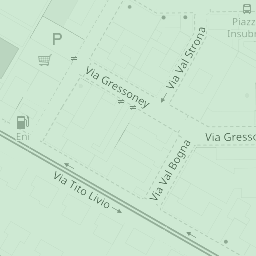 Piazz
Insubr
P
Via Val Strona
Via Gressoney
Eni
Via Gresso
Via Val Bogna
Via Tito Livio